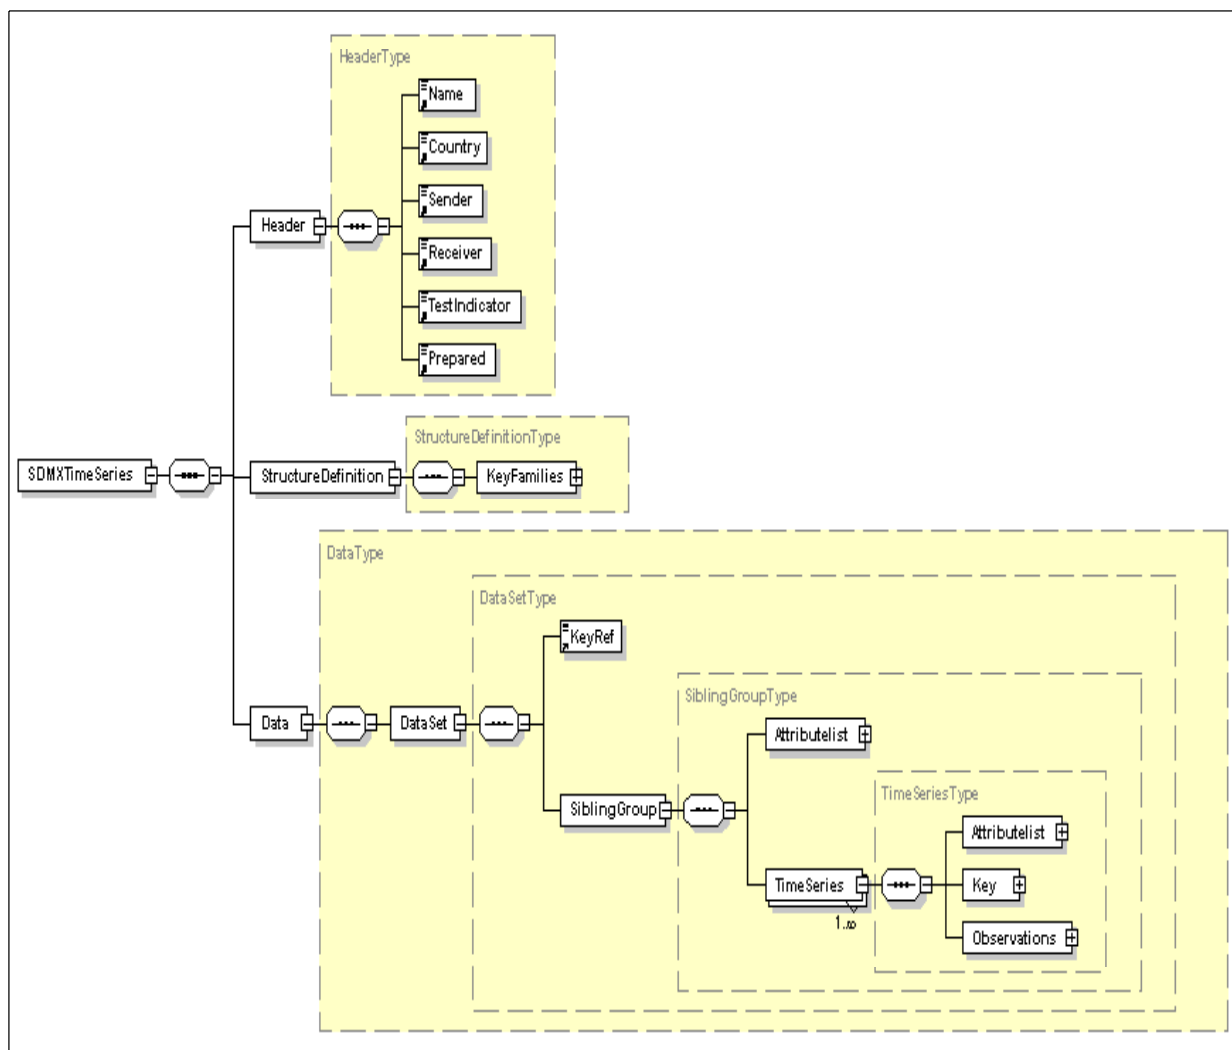 HeaderType
Name
Country
Sender
Header
Receiver
TestIndicator
Prepared
StructureDefinitionType
SDMXTimeSeries
StructureDefinition
KeyFamilies
DataType
DataSetType
KeyRef
SiblingGroupType
Data
DataSet
Attributelist
SiblingGroup
TimeSeriesType
Attributelist
TimeSeries
Key
1..∞
Observations